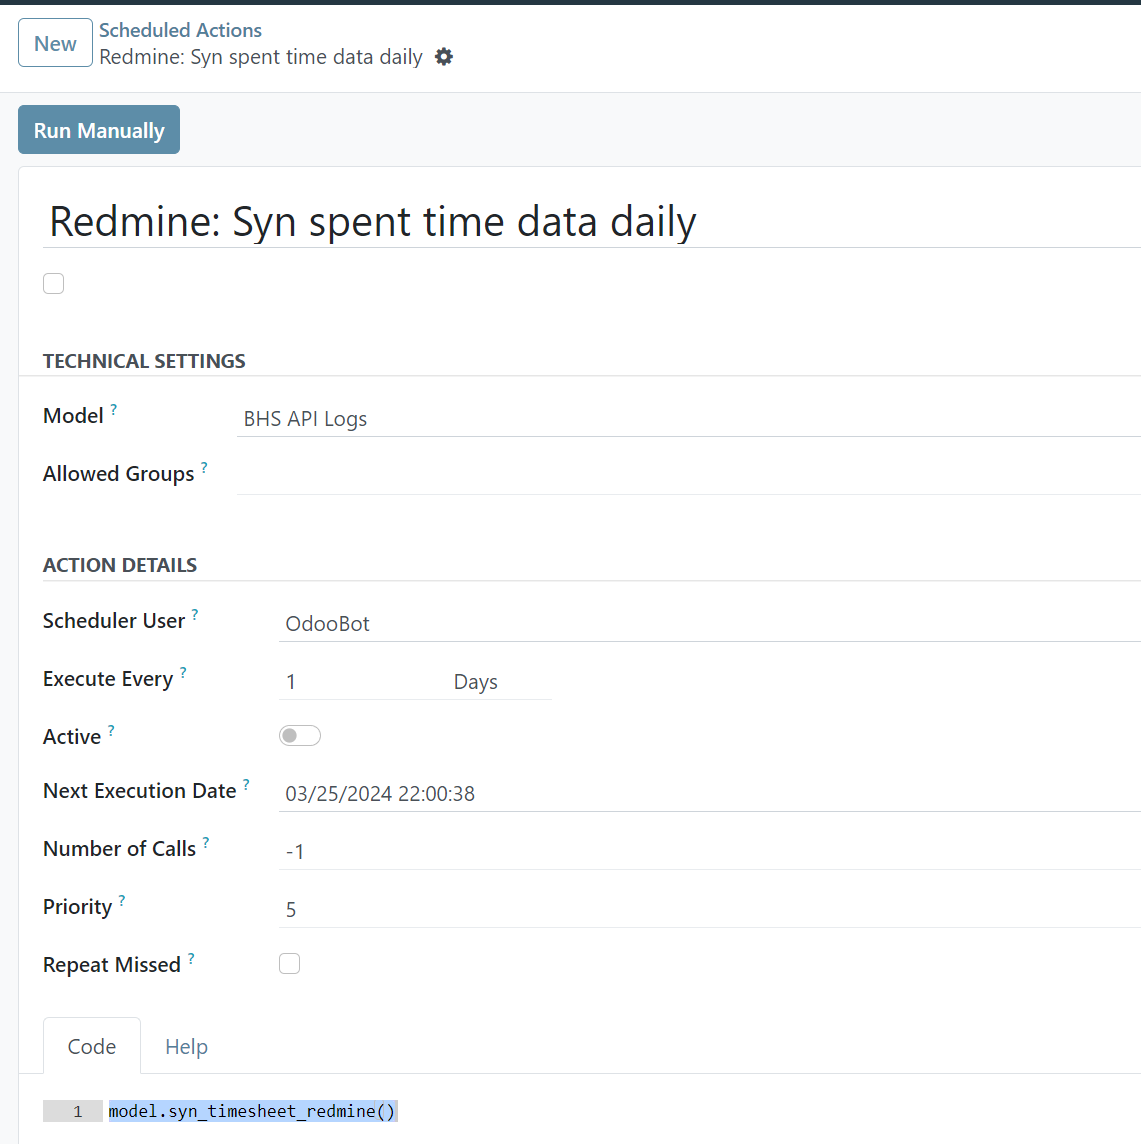 New
Scheduled Actions
Redmine: Syn spent time data daily
Run Manually
Redmine: Syn spent time data daily
TECHNICAL SETTINGS
Model ?
BHS API Logs
Allowed Groups ?
ACTION DETAILS
Scheduler User ?
OdooBot
Execute Every ?
1 Days
Active ?
Next Execution Date ?
03/25/2024 22:00:38
Number of Calls ?
-1
Priority ?
5
Repeat Missed ?
Code Help
1 model.syn_timesheet_redmine()